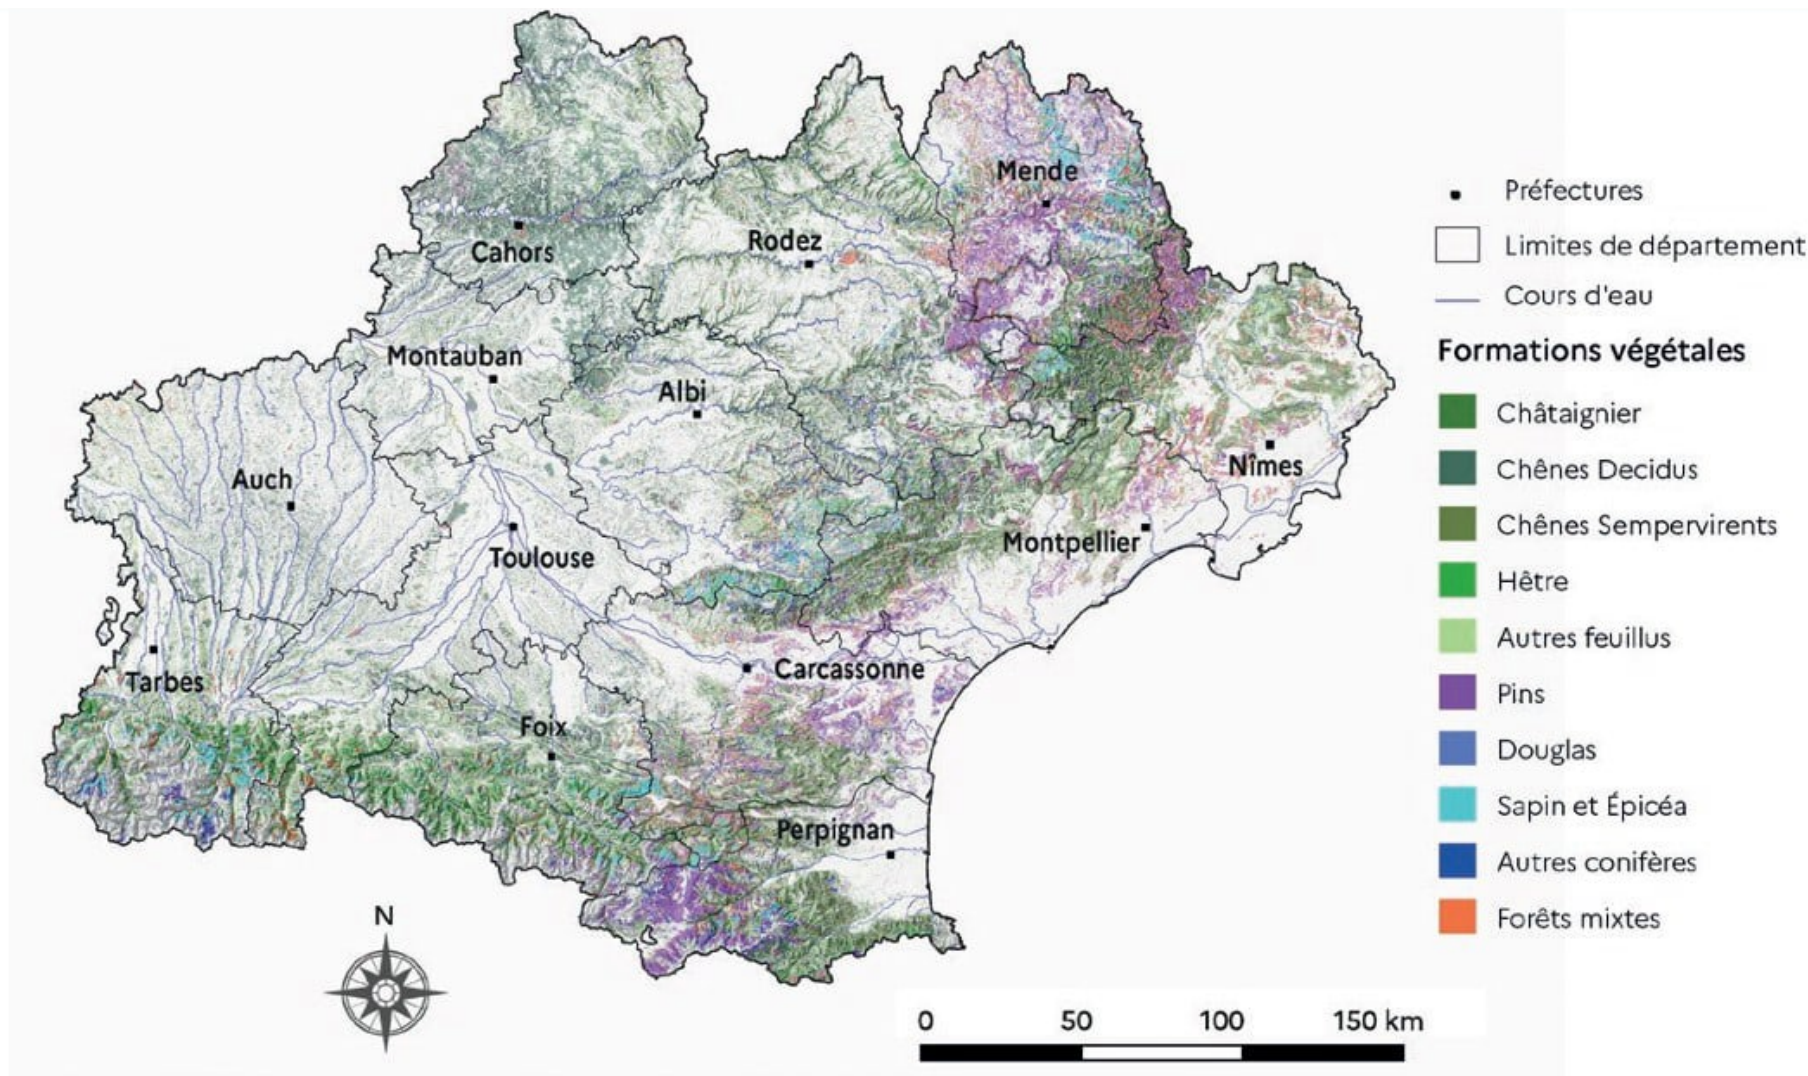 Mende
Rodez
Cahors
Montauban
Albi
Auch
Nîmes
Toulouse
Montpellier
Carcassonne
Tarbes
Foix
Perpignan
N
0 50 100 150 km
Préfectures
Limites de département
Cours d'eau
Formations végétales
Châtaignier
Chênes Decidus
Chênes Sempervirents
Hêtre
Autres feuillus
Pins
Douglas
Sapin et Épicéa
Autres conifères
Forêts mixtes